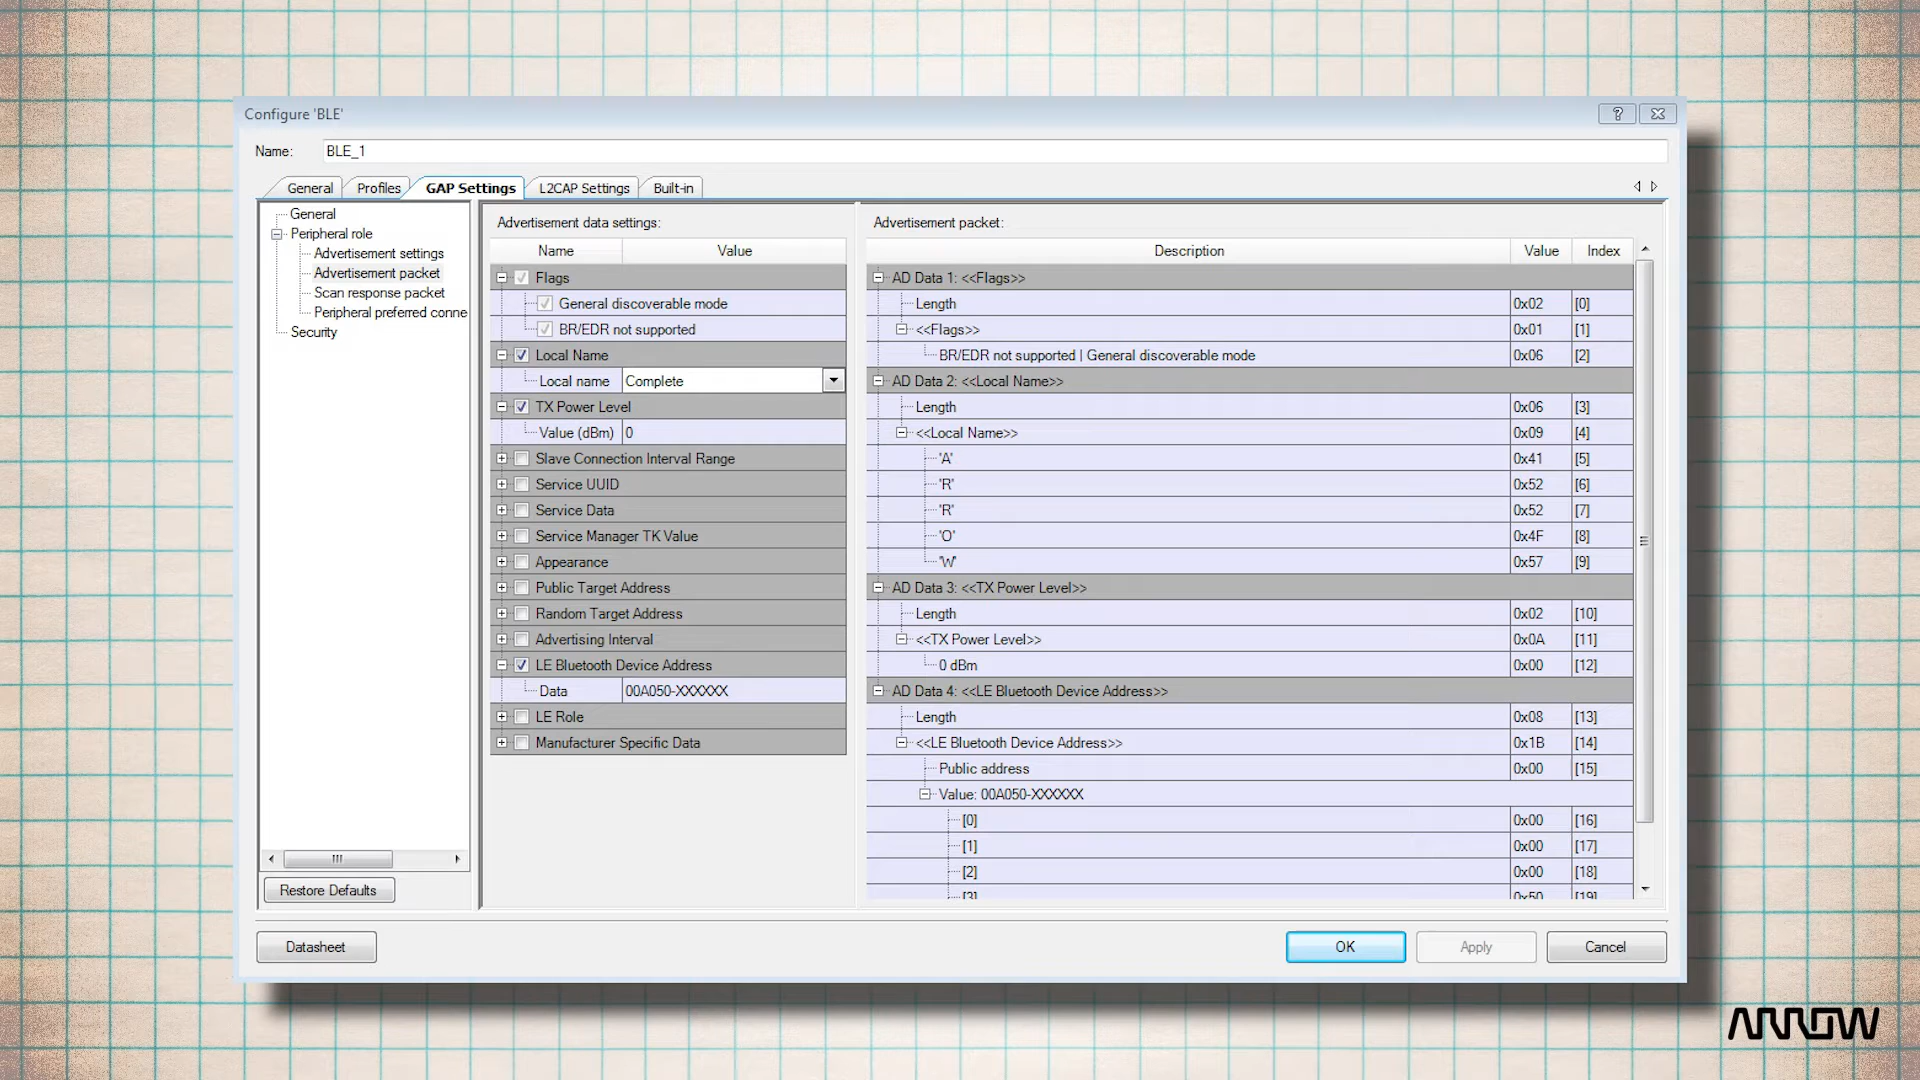 Configure 'BLE'
Name: BLE_1
General Profiles GAP Settings L2CAP Settings Built-in
General
Peripheral role
Advertisement settings
Advertisement packet
Scan response packet
Peripheral preferred conne
Security
Restore Defaults
Advertisement data settings:
Name Value
Flags
General discoverable mode
BR/EDR not supported
Local Name
Local name Complete
TX Power Level
Value (dBm) 0
Slave Connection Interval Range
Service UUID
Service Data
Service Manager TK Value
Appearance
Public Target Address
Random Target Address
Advertising Interval
LE Bluetooth Device Address
Data 00A050-XXXXXX
LE Role
Manufacturer Specific Data
Advertisement packet:
Description Value Index
AD Data 1: <<Flags>>
Length 0x02 [0]
<<Flags>> 0x01 [1]
BR/EDR not supported | General discoverable mode 0x06 [2]
AD Data 2: <<Local Name>>
Length 0x06 [3]
<<Local Name>> 0x09 [4]
'A' 0x41 [5]
'R' 0x52 [6]
'R' 0x52 [7]
'O' 0x4F [8]
'W' 0x57 [9]
AD Data 3: <<TX Power Level>>
Length 0x02 [10]
<<TX Power Level>> 0x0A [11]
0 dBm 0x00 [12]
AD Data 4: <<LE Bluetooth Device Address>>
Length 0x08 [13]
<<LE Bluetooth Device Address>> 0x1B [14]
Public address 0x00 [15]
Value: 00A050-XXXXXX
[0] 0x00 [16]
[1] 0x00 [17]
[2] 0x00 [18]
[3] 0x50 [19]
Datasheet OK Apply Cancel
ARROW